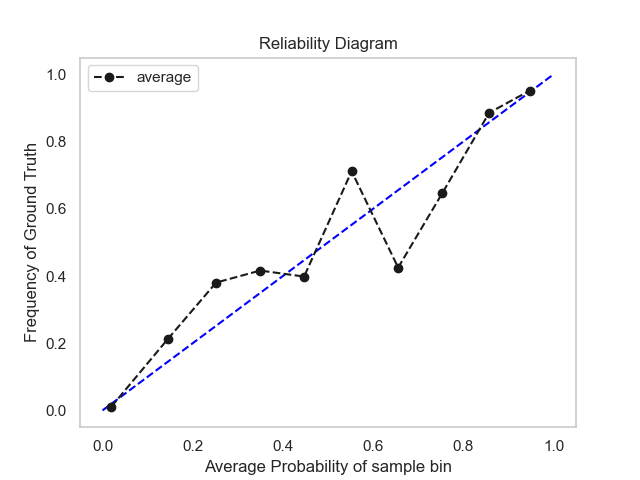 Reliability Diagram
average
Frequency of Ground Truth
1.0
0.8
0.6
0.4
0.2
0.0
0.0 0.2 0.4 0.6 0.8 1.0
Average Probability of sample bin